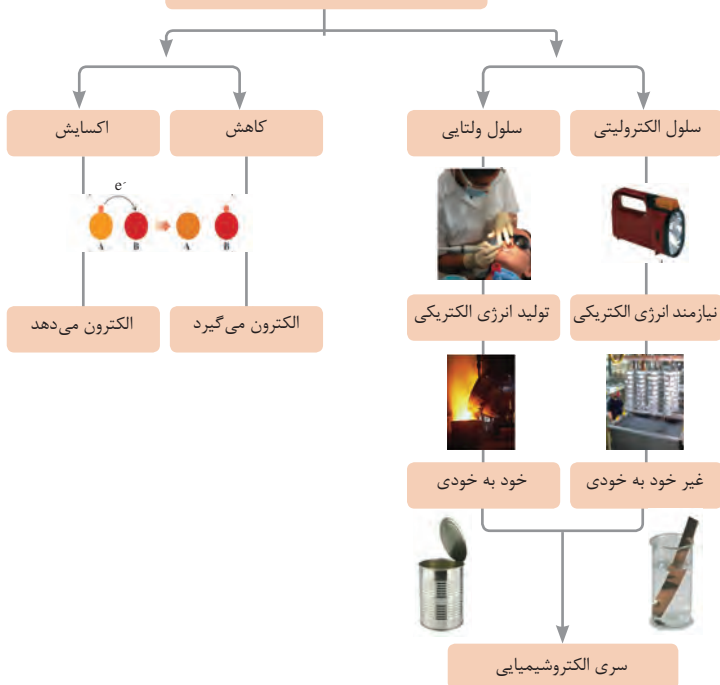 سلول الکترولیتی
سلول ولتایی
کاهش
اکسایش
e⁻
A B A B
نیازمند انرژی الکتریکی
تولید انرژی الکتریکی
الکترون می‌گیرد
الکترون می‌دهد
غیر خود به خودی
خود به خودی
سری الکتروشیمیایی